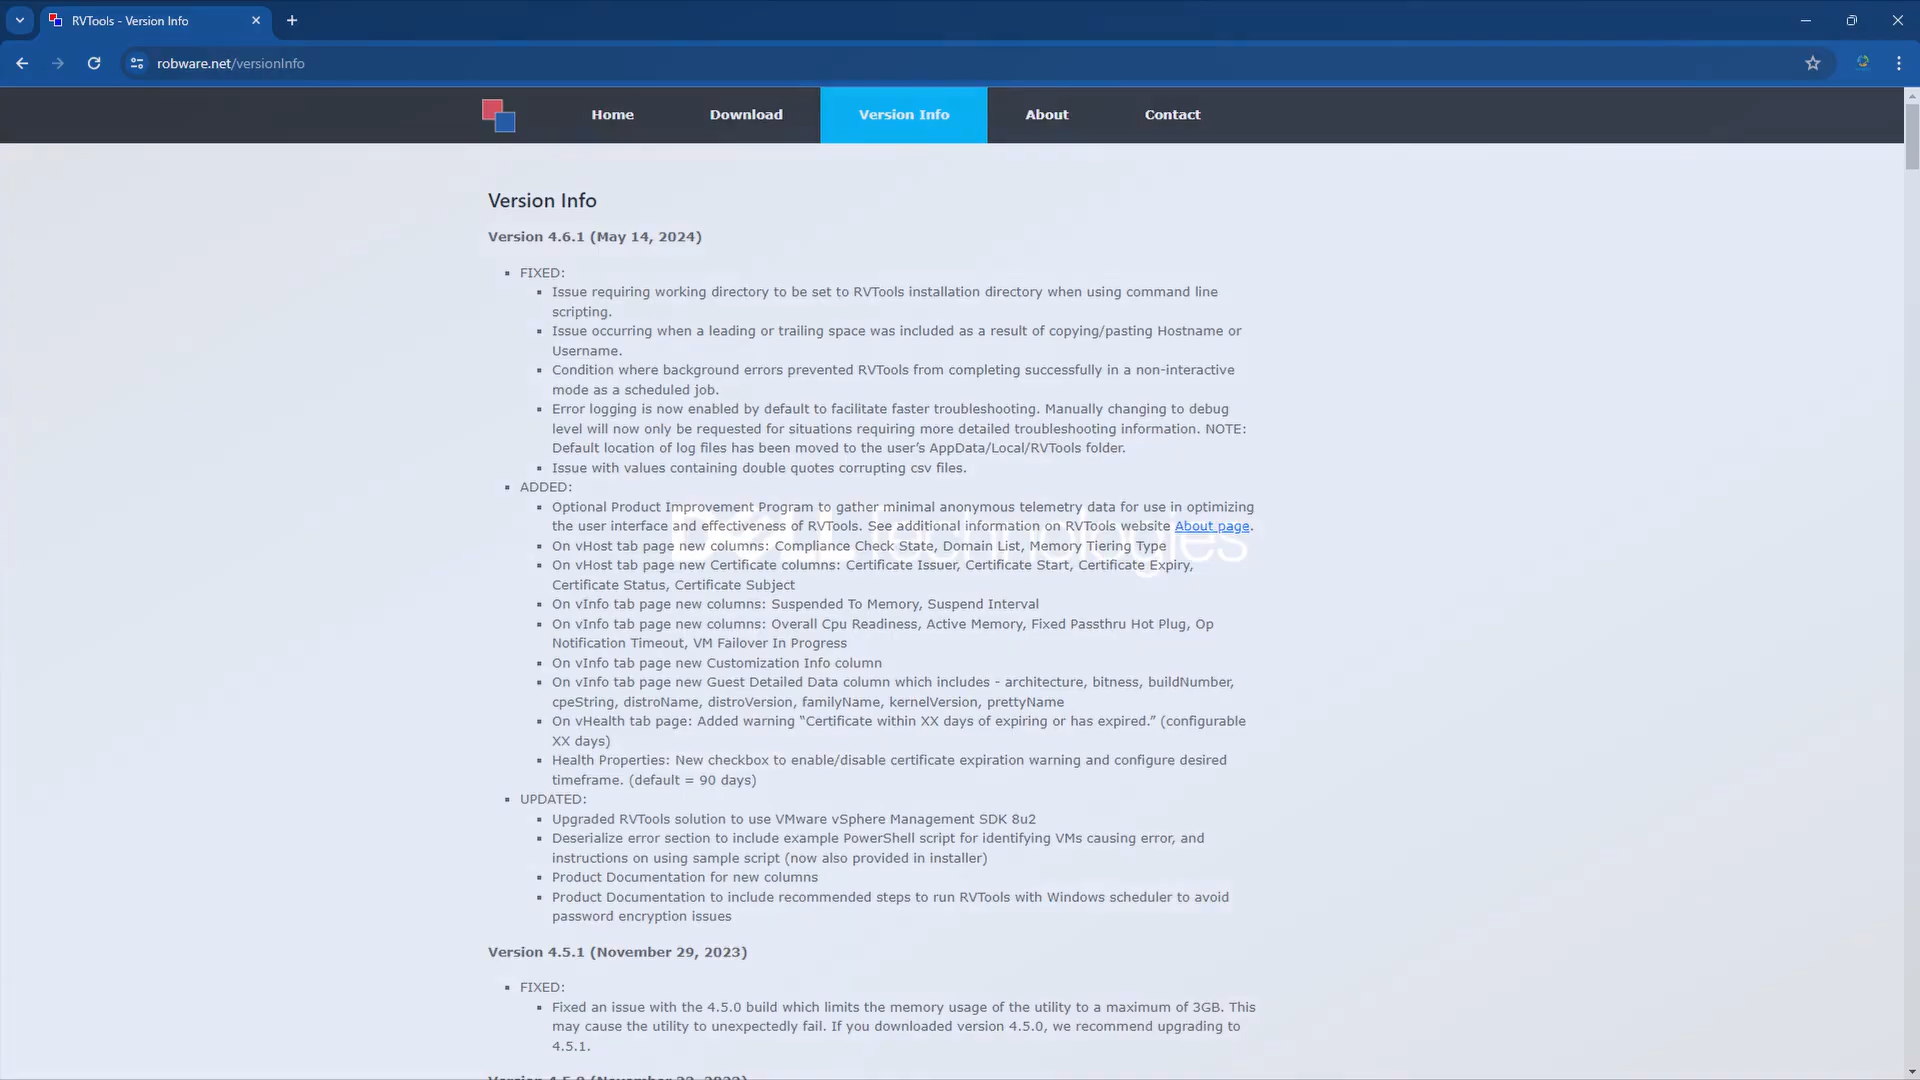 RVTools - Version Info
robware.net/versionInfo
Home Download Version Info About Contact
Version Info
Version 4.6.1 (May 14, 2024)
FIXED:
Issue requiring working directory to be set to RVTools installation directory when using command line
scripting.
Issue occurring when a leading or trailing space was included as a result of copying/pasting Hostname or
Username.
Condition where background errors prevented RVTools from completing successfully in a non-interactive
mode as a scheduled job.
Error logging is now enabled by default to facilitate faster troubleshooting. Manually changing to debug
level will now only be requested for situations requiring more detailed troubleshooting information. NOTE:
Default location of log files has been moved to the user’s AppData/Local/RVTools folder.
Issue with values containing double quotes corrupting csv files.
ADDED:
Optional Product Improvement Program to gather minimal anonymous telemetry data for use in optimizing
the user interface and effectiveness of RVTools. See additional information on RVTools website About page.
On vHost tab page new columns: Compliance Check State, Domain List, Memory Tiering Type
On vHost tab page new Certificate columns: Certificate Issuer, Certificate Start, Certificate Expiry,
Certificate Status, Certificate Subject
On vInfo tab page new columns: Suspended To Memory, Suspend Interval
On vInfo tab page new columns: Overall Cpu Readiness, Active Memory, Fixed Passthru Hot Plug, Op
Notification Timeout, VM Failover In Progress
On vInfo tab page new Customization Info column
On vInfo tab page new Guest Detailed Data column which includes - architecture, bitness, buildNumber,
cpeString, distroName, distroVersion, familyName, kernelVersion, prettyName
On vHealth tab page: Added warning “Certificate within XX days of expiring or has expired.” (configurable
XX days)
Health Properties: New checkbox to enable/disable certificate expiration warning and configure desired
timeframe. (default = 90 days)
UPDATED:
Upgraded RVTools solution to use VMware vSphere Management SDK 8u2
Deserialize error section to include example PowerShell script for identifying VMs causing error, and
instructions on using sample script (now also provided in installer)
Product Documentation for new columns
Product Documentation to include recommended steps to run RVTools with Windows scheduler to avoid
password encryption issues
Version 4.5.1 (November 29, 2023)
FIXED:
Fixed an issue with the 4.5.0 build which limits the memory usage of the utility to a maximum of 3GB. This
may cause the utility to unexpectedly fail. If you downloaded version 4.5.0, we recommend upgrading to
4.5.1.